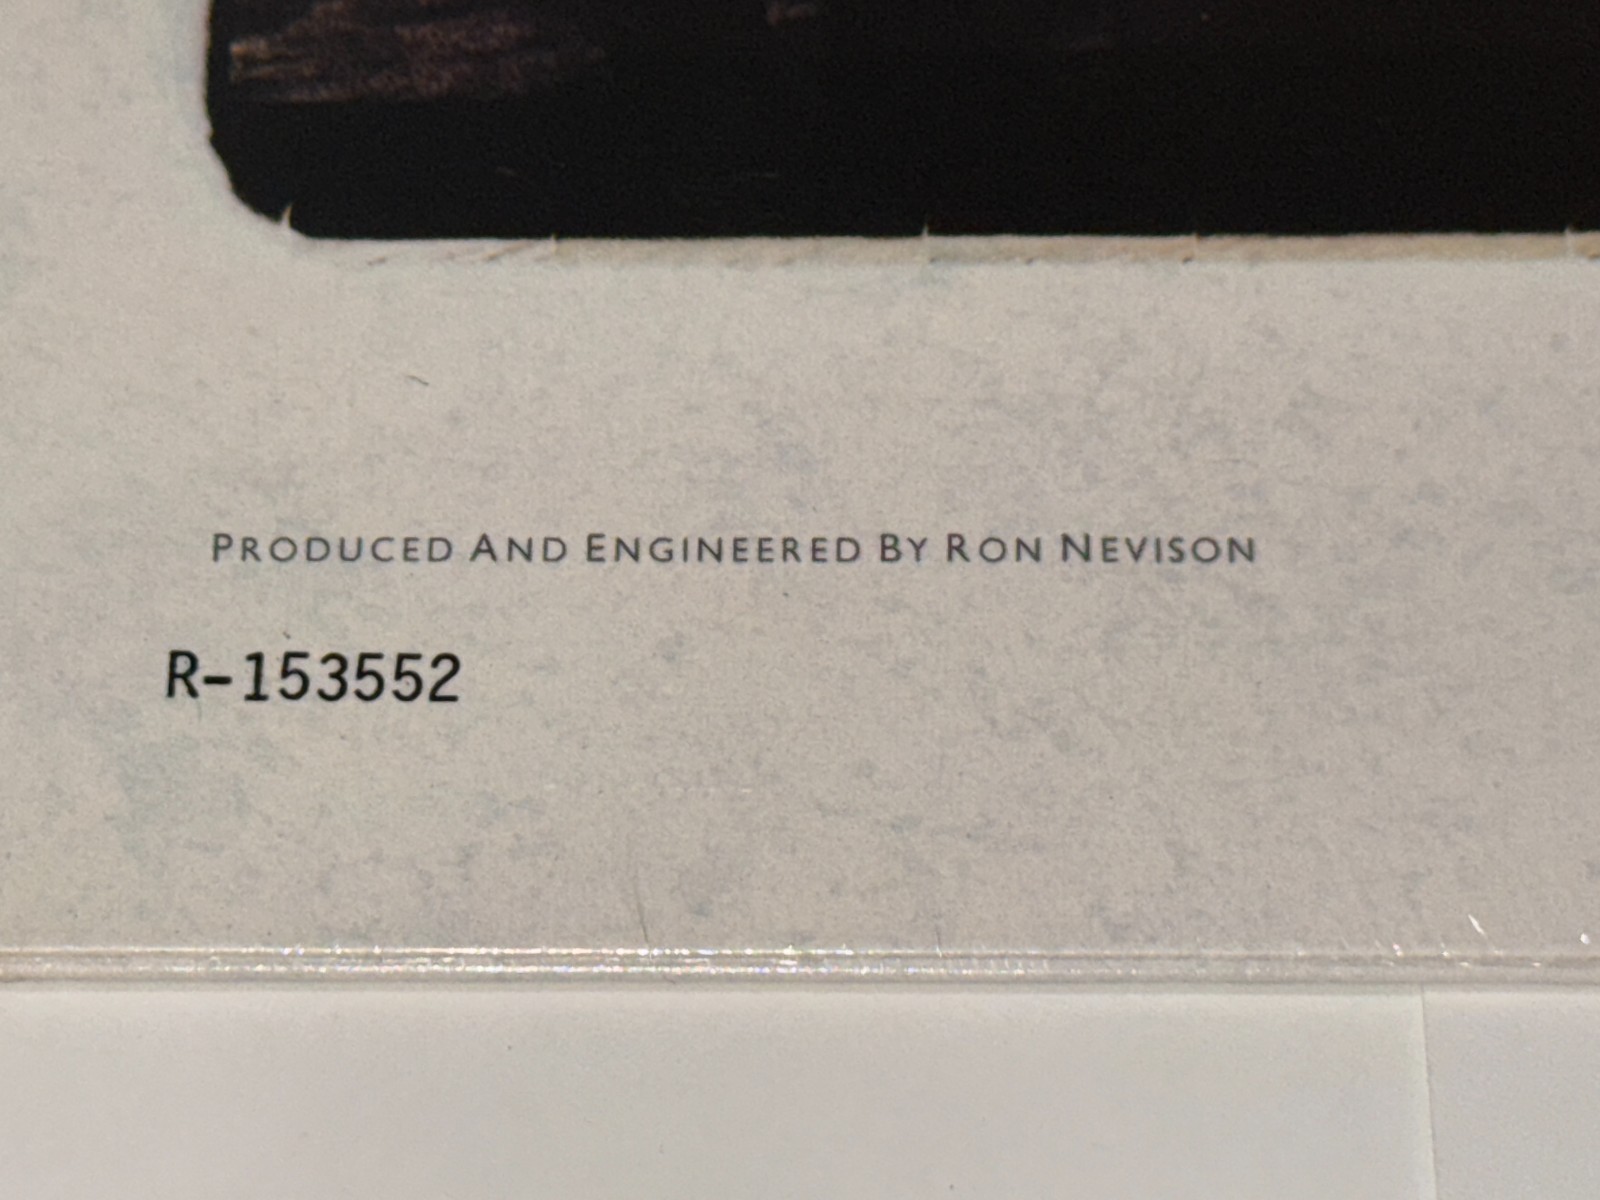 PRODUCED AND ENGINEERED BY RON NEVISON
R-153552